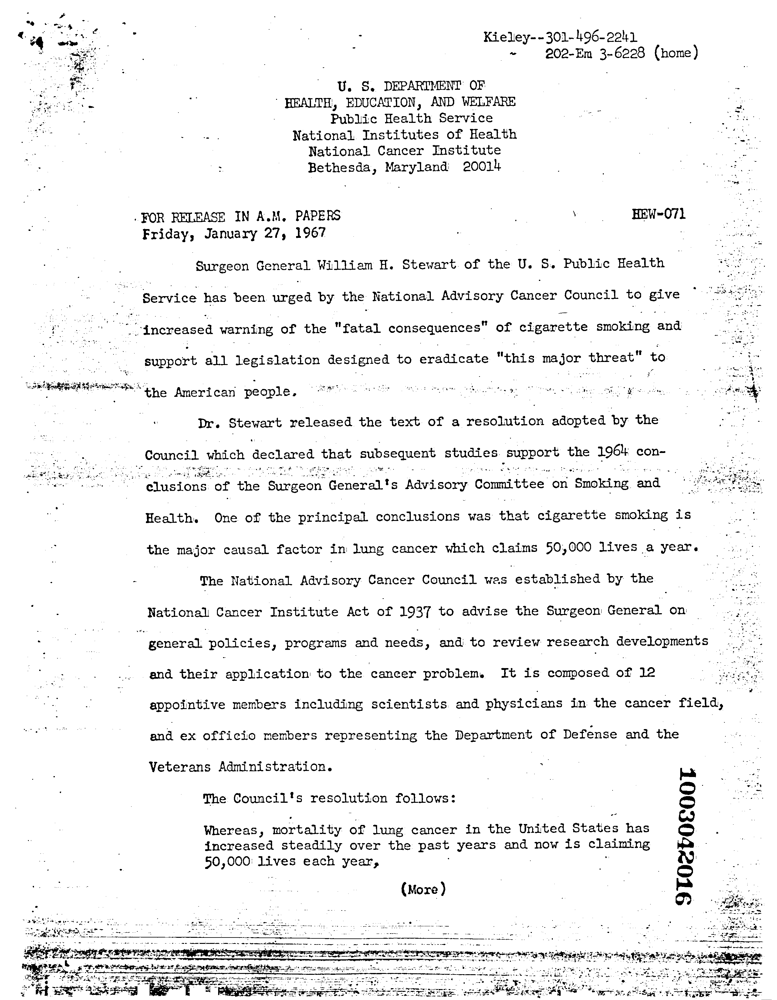 Kieley--301-496-2241
202-Em 3-6228 (home)
U. S. DEPARTMENT OF
HEALTH, EDUCATION, AND WELFARE
Public Health Service
National Institutes of Health
National Cancer Institute
Bethesda, Maryland 20014
FOR RELEASE IN A.M. PAPERS HEW-071
Friday, January 27, 1967
Surgeon General William H. Stewart of the U. S. Public Health
Service has been urged by the National Advisory Cancer Council to give
increased warning of the "fatal consequences" of cigarette smoking and
support all legislation designed to eradicate "this major threat" to
the American people.
Dr. Stewart released the text of a resolution adopted by the
Council which declared that subsequent studies support the 1964 con-
clusions of the Surgeon General's Advisory Committee on Smoking and
Health. One of the principal conclusions was that cigarette smoking is
the major causal factor in lung cancer which claims 50,000 lives a year.
The National Advisory Cancer Council was established by the
National Cancer Institute Act of 1937 to advise the Surgeon General on
general policies, programs and needs, and to review research developments
and their application to the cancer problem. It is composed of 12
appointive members including scientists and physicians in the cancer field,
and ex officio members representing the Department of Defense and the
Veterans Administration.
The Council's resolution follows:
Whereas, mortality of lung cancer in the United States has
increased steadily over the past years and now is claiming
50,000 lives each year,
(More)
1003042016